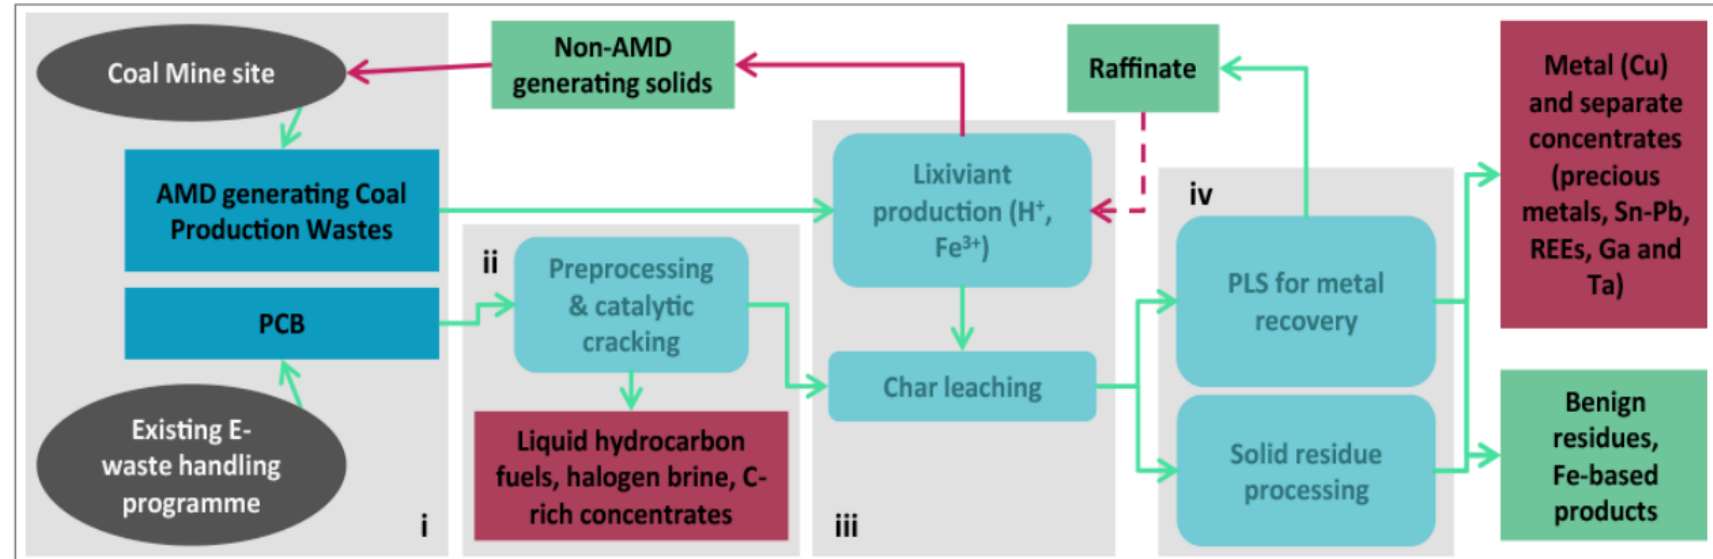 Coal Mine site
Non-AMD
generating solids
Raffinate
Metal (Cu)
and separate
concentrates
(precious
metals, Sn-Pb,
REEs, Ga and
Ta)
AMD generating Coal
Production Wastes
Lixiviant
production (H⁺,
Fe³⁺)
iv
ii
Preprocessing
& catalytic
cracking
PLS for metal
recovery
PCB
Char leaching
Existing E-
waste handling
programme
Liquid hydrocarbon
fuels, halogen brine, C-
rich concentrates
Solid residue
processing
Benign
residues,
Fe-based
products
i
iii